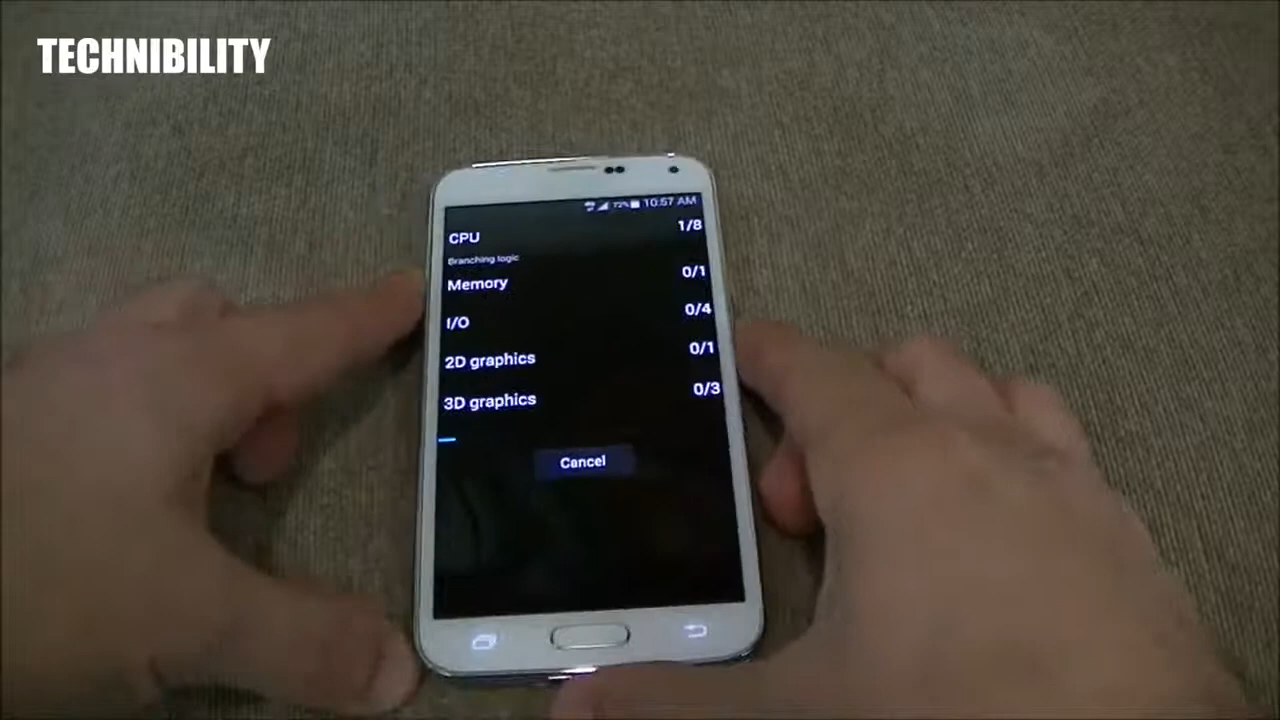 TECHNIBILITY
72% 10:57 AM
CPU 1/8
Branching logic
Memory 0/1
I/O 0/4
2D graphics 0/1
3D graphics 0/3
Cancel